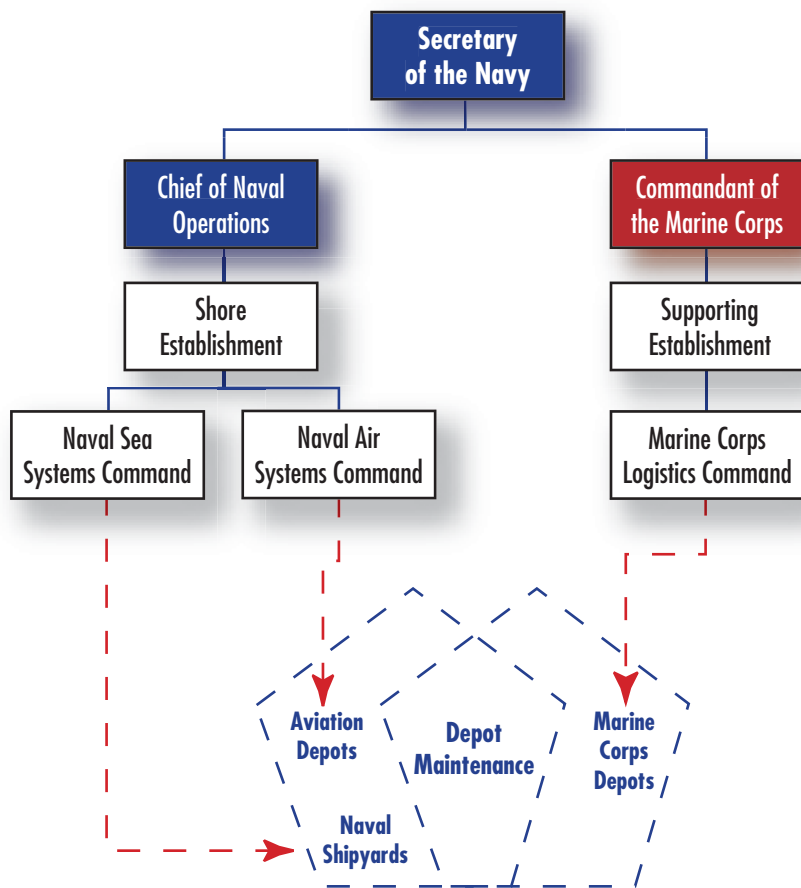 Secretary
of the Navy
Chief of Naval
Operations
Commandant of
the Marine Corps
Shore
Establishment
Supporting
Establishment
Naval Sea
Systems Command
Naval Air
Systems Command
Marine Corps
Logistics Command
Aviation
Depots
Depot
Maintenance
Marine
Corps
Depots
Naval
Shipyards